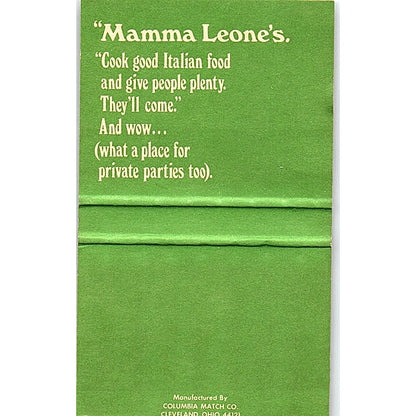 "Mamma Leone's.
"Cook good Italian food
and give people plenty.
They'll come."
And wow...
(what a place for
private parties too).
Manufactured By
COLUMBIA MATCH CO.
CLEVELAND, OHIO 44121